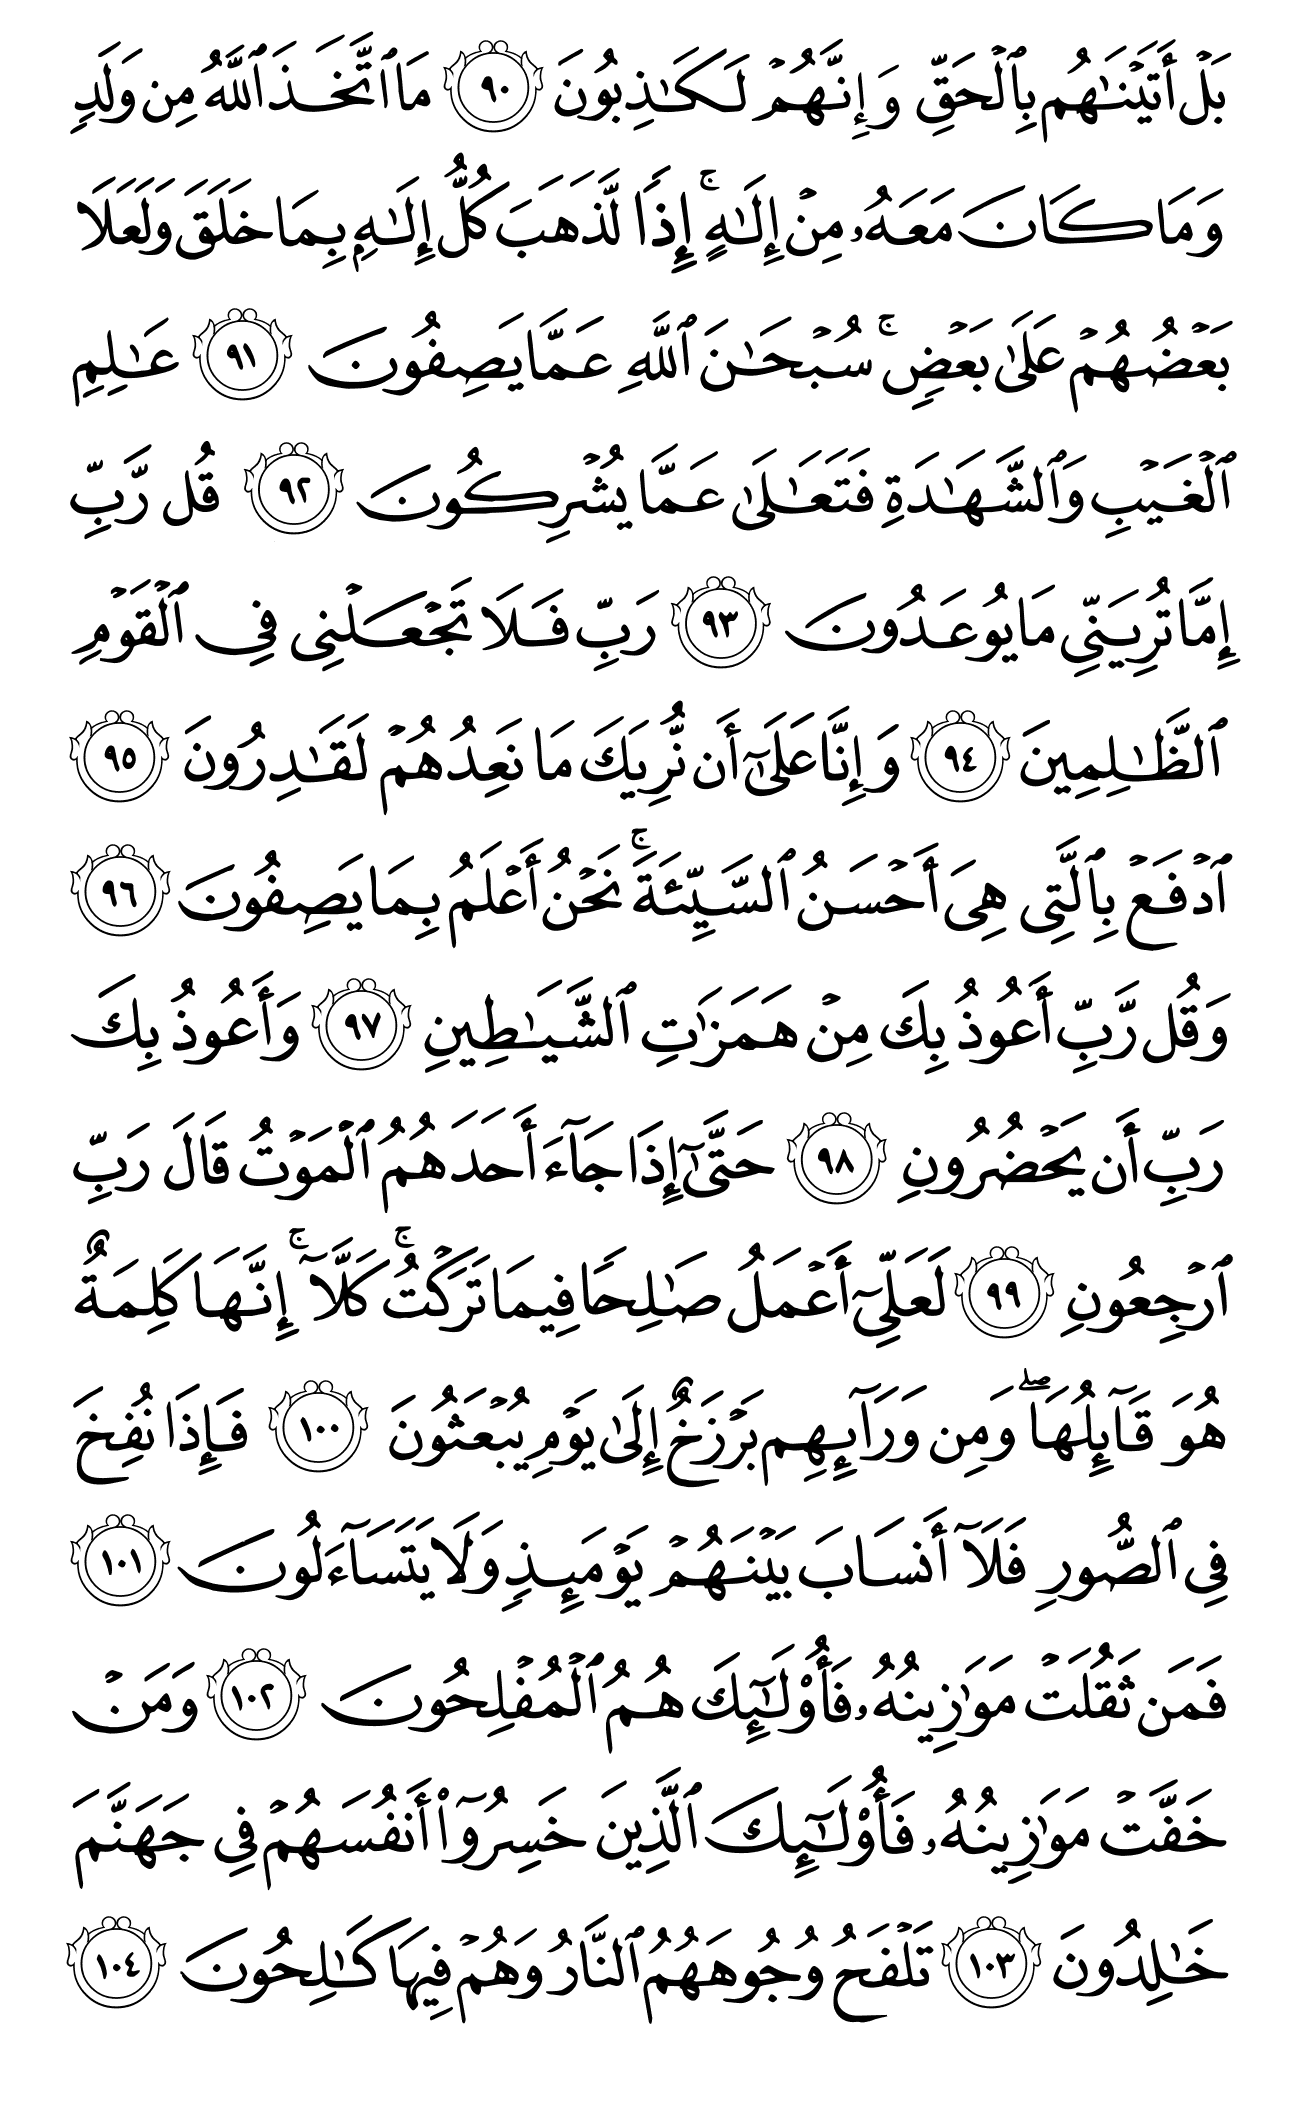 بَلْ أَتَيْنَٰهُم بِٱلْحَقِّ وَإِنَّهُمْ لَكَٰذِبُونَ ٩٠ مَا ٱتَّخَذَ ٱللَّهُ مِن وَلَدٍ
وَمَا كَانَ مَعَهُۥ مِنْ إِلَٰهٍ ۚ إِذًا لَّذَهَبَ كُلُّ إِلَٰهٍۭ بِمَا خَلَقَ وَلَعَلَا
بَعْضُهُمْ عَلَىٰ بَعْضٍ ۚ سُبْحَٰنَ ٱللَّهِ عَمَّا يَصِفُونَ ٩١ عَٰلِمِ
ٱلْغَيْبِ وَٱلشَّهَٰدَةِ فَتَعَٰلَىٰ عَمَّا يُشْرِكُونَ ٩٢ قُل رَّبِّ
إِمَّا تُرِيَنِّى مَا يُوعَدُونَ ٩٣ رَبِّ فَلَا تَجْعَلْنِى فِى ٱلْقَوْمِ
ٱلظَّٰلِمِينَ ٩٤ وَإِنَّا عَلَىٰٓ أَن نُّرِيَكَ مَا نَعِدُهُمْ لَقَٰدِرُونَ ٩٥
ٱدْفَعْ بِٱلَّتِى هِىَ أَحْسَنُ ٱلسَّيِّئَةَ ۚ نَحْنُ أَعْلَمُ بِمَا يَصِفُونَ ٩٦
وَقُل رَّبِّ أَعُوذُ بِكَ مِنْ هَمَزَٰتِ ٱلشَّيَٰطِينِ ٩٧ وَأَعُوذُ بِكَ
رَبِّ أَن يَحْضُرُونِ ٩٨ حَتَّىٰٓ إِذَا جَآءَ أَحَدَهُمُ ٱلْمَوْتُ قَالَ رَبِّ
ٱرْجِعُونِ ٩٩ لَعَلِّىٓ أَعْمَلُ صَٰلِحًا فِيمَا تَرَكْتُ ۚ كَلَّآ ۚ إِنَّهَا كَلِمَةٌ
هُوَ قَآئِلُهَا ۖ وَمِن وَرَآئِهِم بَرْزَخٌ إِلَىٰ يَوْمِ يُبْعَثُونَ ١٠٠ فَإِذَا نُفِخَ
فِى ٱلصُّورِ فَلَآ أَنسَابَ بَيْنَهُمْ يَوْمَئِذٍ وَلَا يَتَسَآءَلُونَ ١٠١
فَمَن ثَقُلَتْ مَوَٰزِينُهُۥ فَأُو۟لَٰٓئِكَ هُمُ ٱلْمُفْلِحُونَ ١٠٢ وَمَنْ
خَفَّتْ مَوَٰزِينُهُۥ فَأُو۟لَٰٓئِكَ ٱلَّذِينَ خَسِرُوٓا۟ أَنفُسَهُمْ فِى جَهَنَّمَ
خَٰلِدُونَ ١٠٣ تَلْفَحُ وُجُوهَهُمُ ٱلنَّارُ وَهُمْ فِيهَا كَٰلِحُونَ ١٠٤